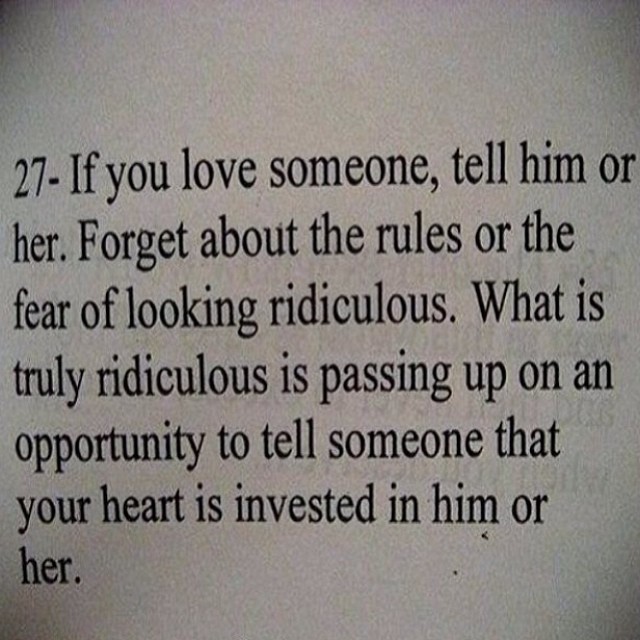 27- If you love someone, tell him or
her. Forget about the rules or the
fear of looking ridiculous. What is
truly ridiculous is passing up on an
opportunity to tell someone that
your heart is invested in him or
her.